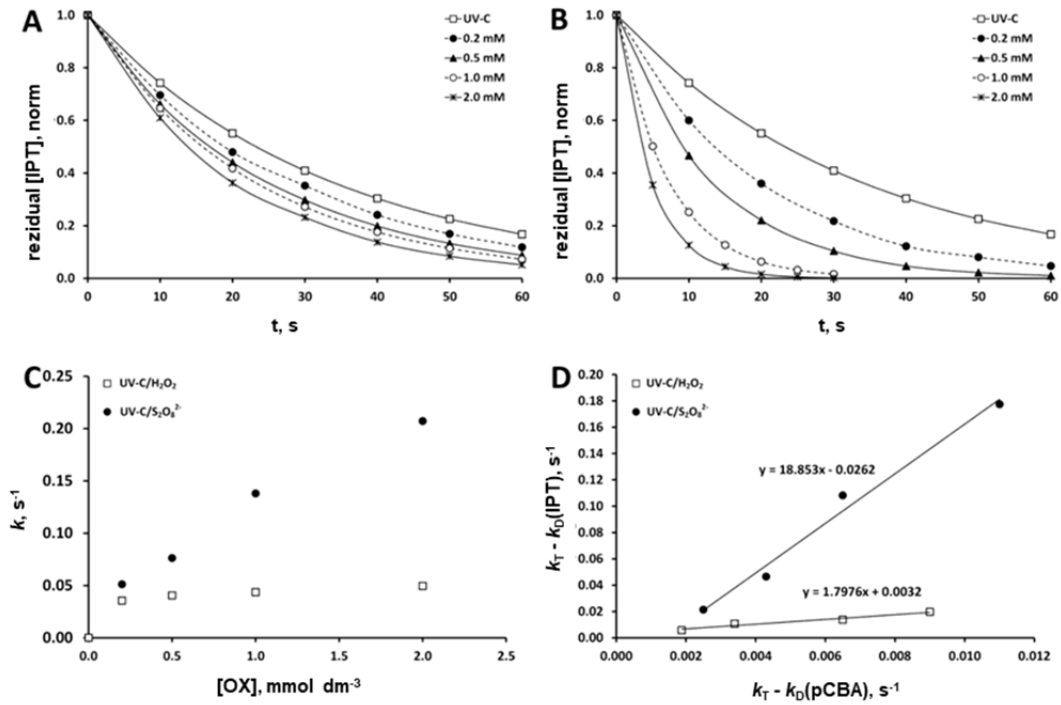 A
UV-C
0.2 mM
0.5 mM
1.0 mM
2.0 mM
1.0
0.8
0.6
0.4
0.2
0.0
rezidual [IPT], norm
0 10 20 30 40 50 60
t, s
B
UV-C
0.2 mM
0.5 mM
1.0 mM
2.0 mM
1.0
0.8
0.6
0.4
0.2
0.0
rezidual [IPT], norm
0 10 20 30 40 50 60
t, s
C
UV-C/H₂O₂
UV-C/S₂O₈²⁻
0.25
0.20
0.15
0.10
0.05
0.00
k, s⁻¹
0.0 0.5 1.0 1.5 2.0 2.5
[OX], mmol dm⁻³
D
UV-C/H₂O₂
UV-C/S₂O₈²⁻
0.20
0.18
0.16
0.14
0.12
0.10
0.08
0.06
0.04
0.02
0.00
kT - kD(IPT), s⁻¹
y = 18.853x - 0.0262
y = 1.7976x + 0.0032
0.000 0.002 0.004 0.006 0.008 0.010 0.012
kT - kD(pCBA), s⁻¹